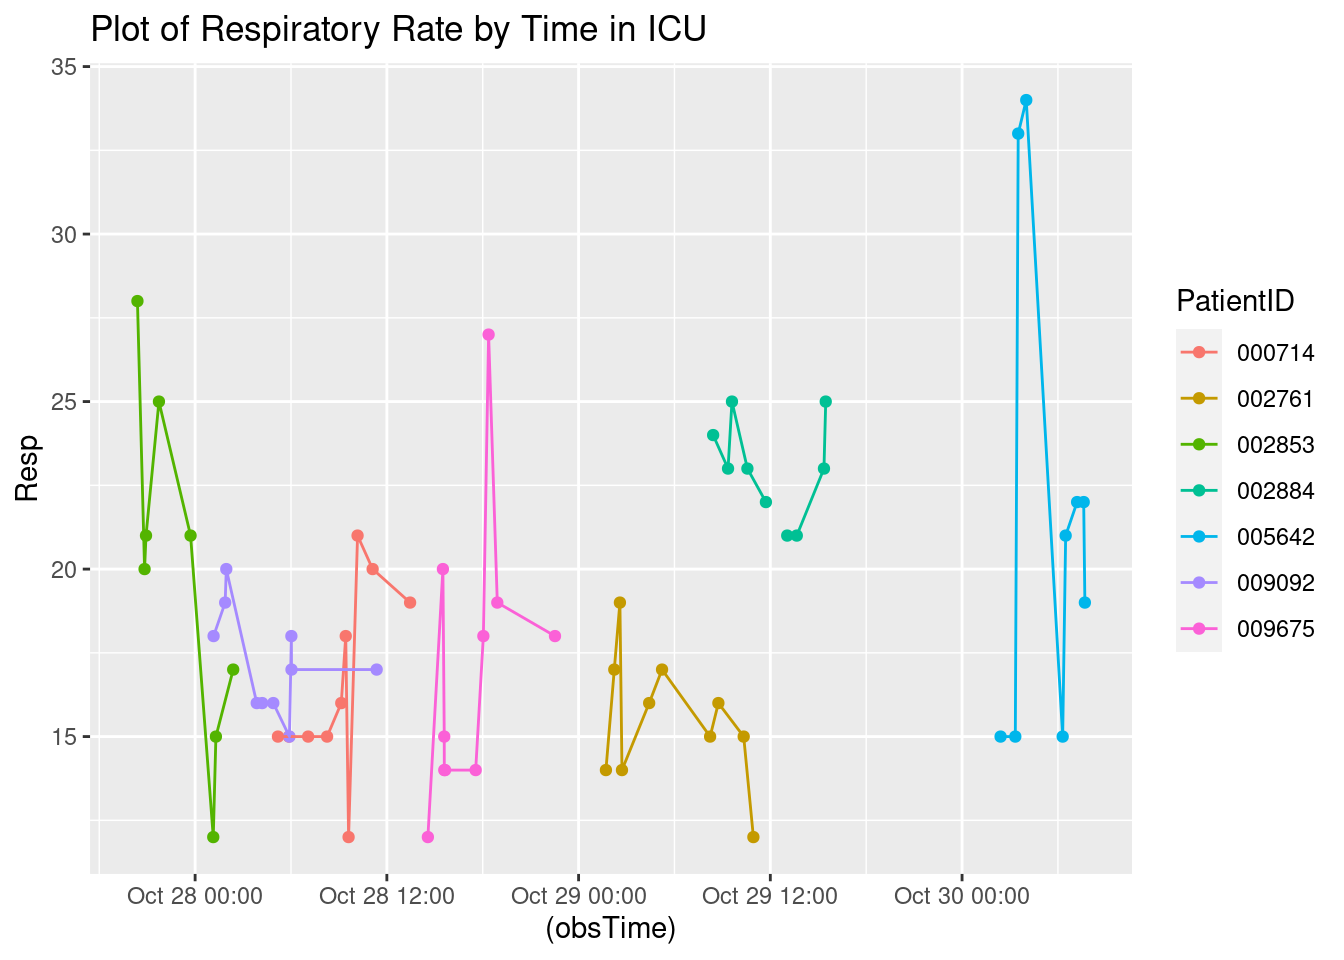 Plot of Respiratory Rate by Time in ICU
35
30
25
20
15
Resp
Oct 28 00:00 Oct 28 12:00 Oct 29 00:00 Oct 29 12:00 Oct 30 00:00
(obsTime)
PatientID
000714
002761
002853
002884
005642
009092
009675